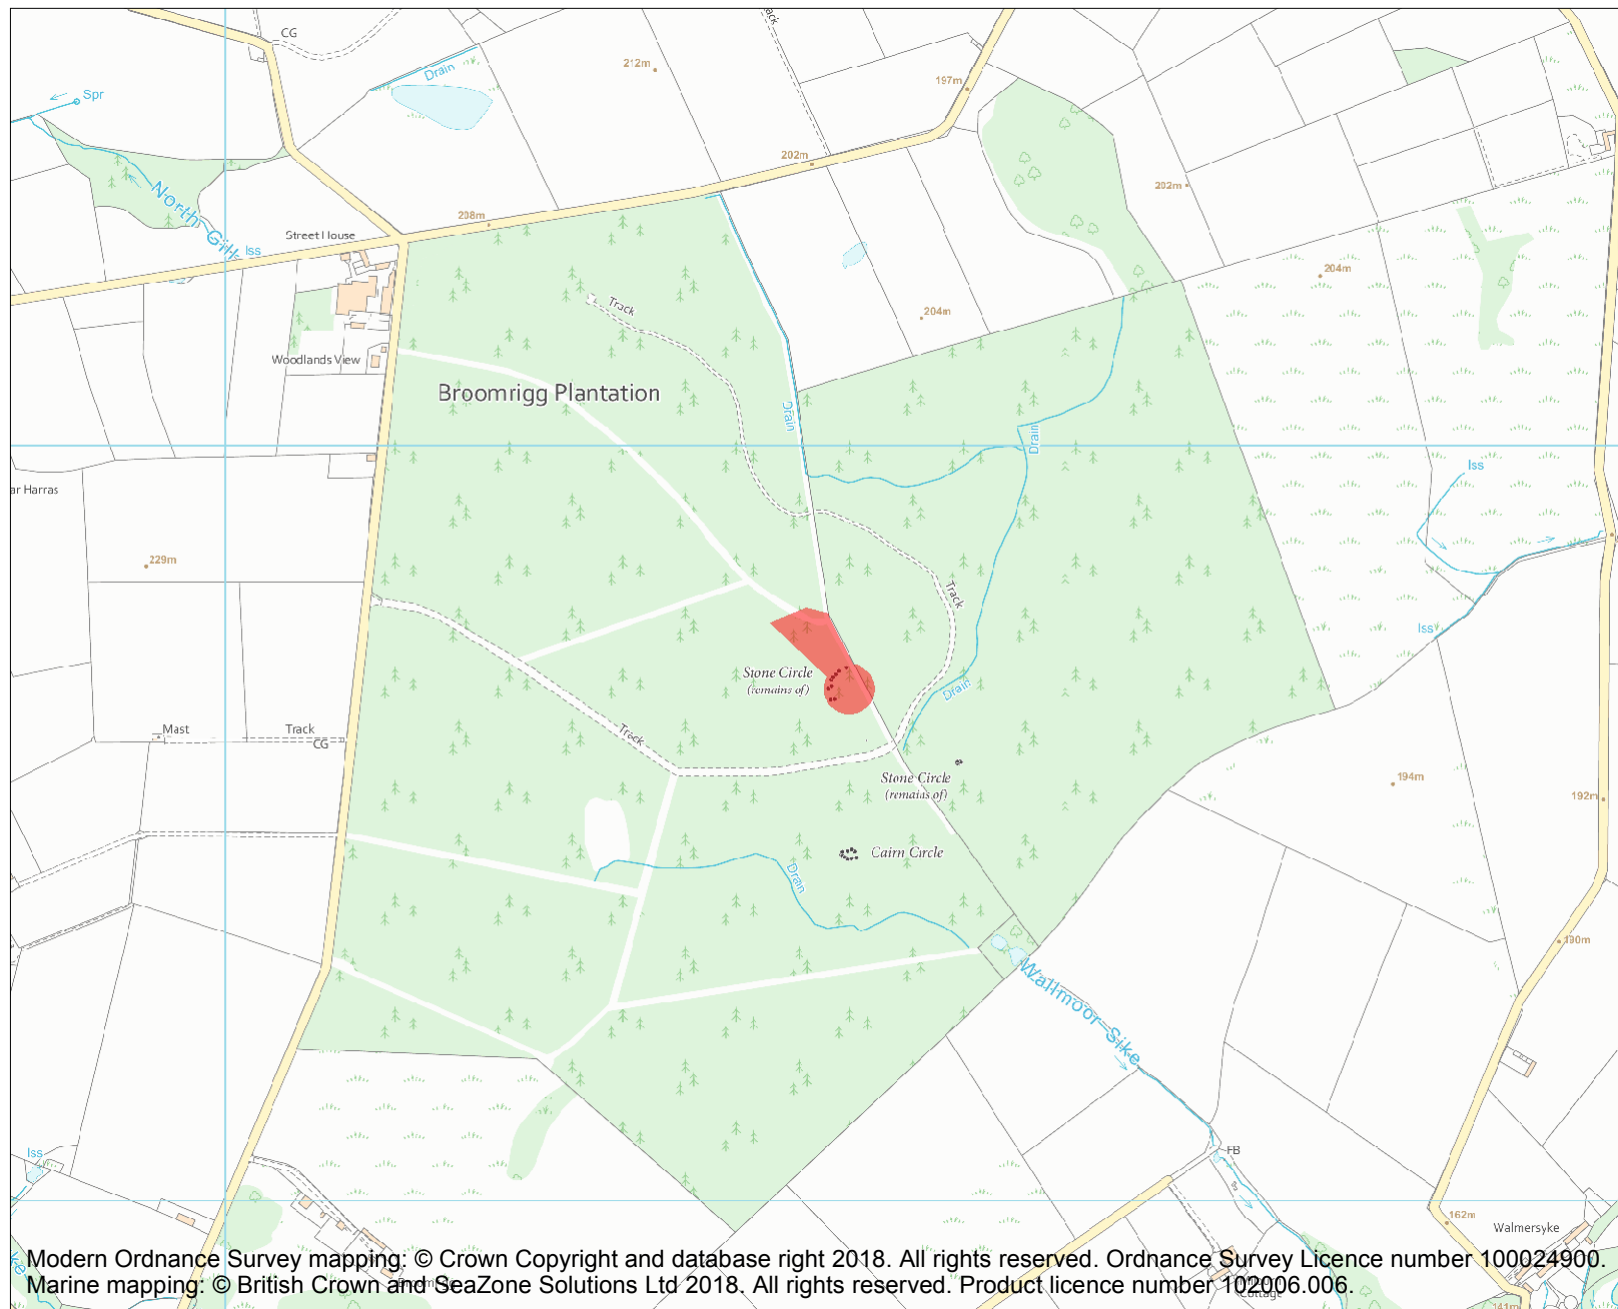 CG
Track
Drain
212m
197m
Spr
202m
202m
North Gill
Street House
208m
Iss
204m
204m
Track
Woodlands View
Broomrigg Plantation
Drain
Drain
Iss
ar Harras
229m
Track
Iss
Stone Circle
(remains of)
Drain
Mast
Track
CG
Track
Stone Circle
(remains of)
194m
192m
Cairn Circle
Drain
190m
Wallmoor Sike
FB
Iss
162m
Walmersyke
Modern Ordnance Survey mapping: © Crown Copyright and database right 2018. All rights reserved. Ordnance Survey Licence number 100024900.
Marine mapping: © British Crown and SeaZone Solutions Ltd 2018. All rights reserved. Product licence number 102006.006.
Cottage
141m